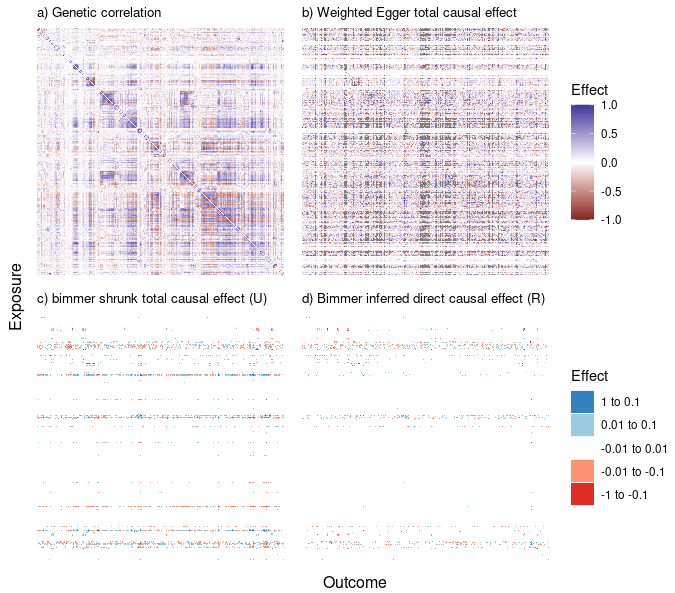 a) Genetic correlation
b) Weighted Egger total causal effect
Effect
1.0
0.5
0.0
-0.5
-1.0
Exposure
c) bimmer shrunk total causal effect (U)
d) Bimmer inferred direct causal effect (R)
Effect
1 to 0.1
0.01 to 0.1
-0.01 to 0.01
-0.01 to -0.1
-1 to -0.1
Outcome